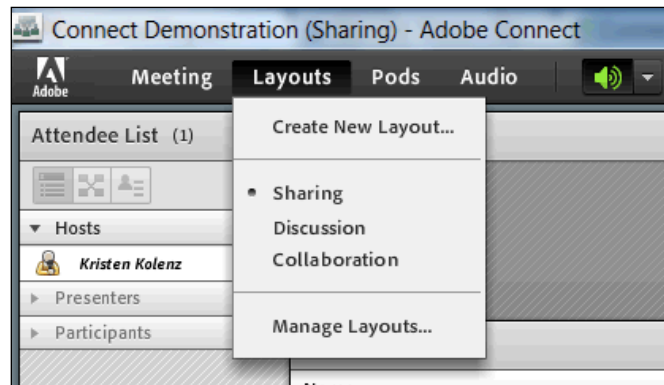 Connect Demonstration (Sharing) - Adobe Connect
Adobe Meeting Layouts Pods Audio
Attendee List (1)
Create New Layout...
Sharing
Discussion
Collaboration
Manage Layouts...
Hosts
Kristen Kolenz
Presenters
Participants